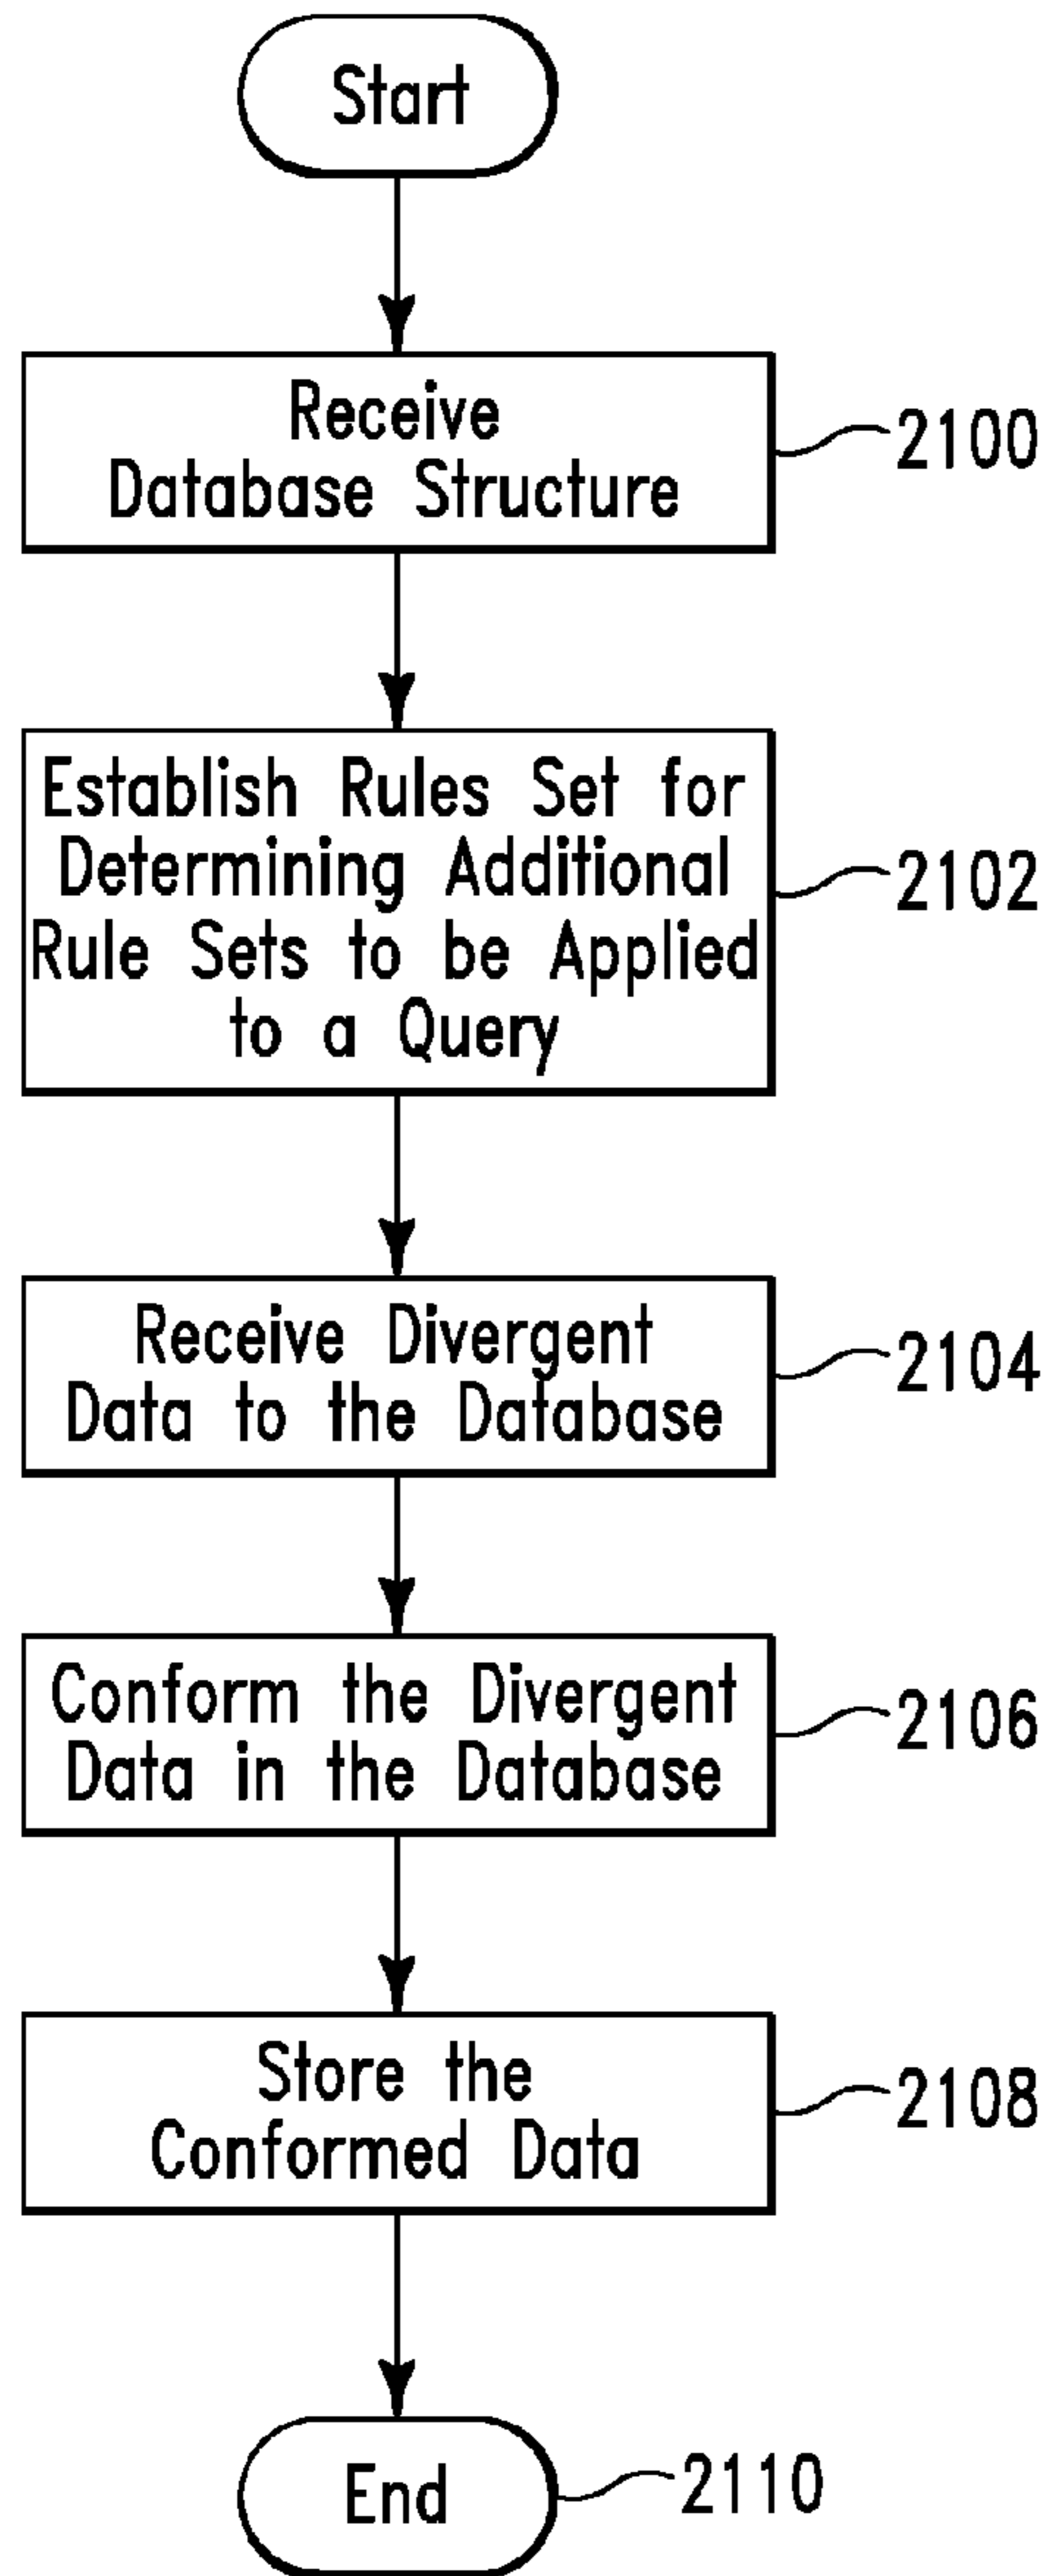 Start
Receive
Database Structure
2100
Establish Rules Set for
Determining Additional
Rule Sets to be Applied
to a Query
2102
Receive Divergent
Data to the Database
2104
Conform the Divergent
Data in the Database
2106
Store the
Conformed Data
2108
End
2110